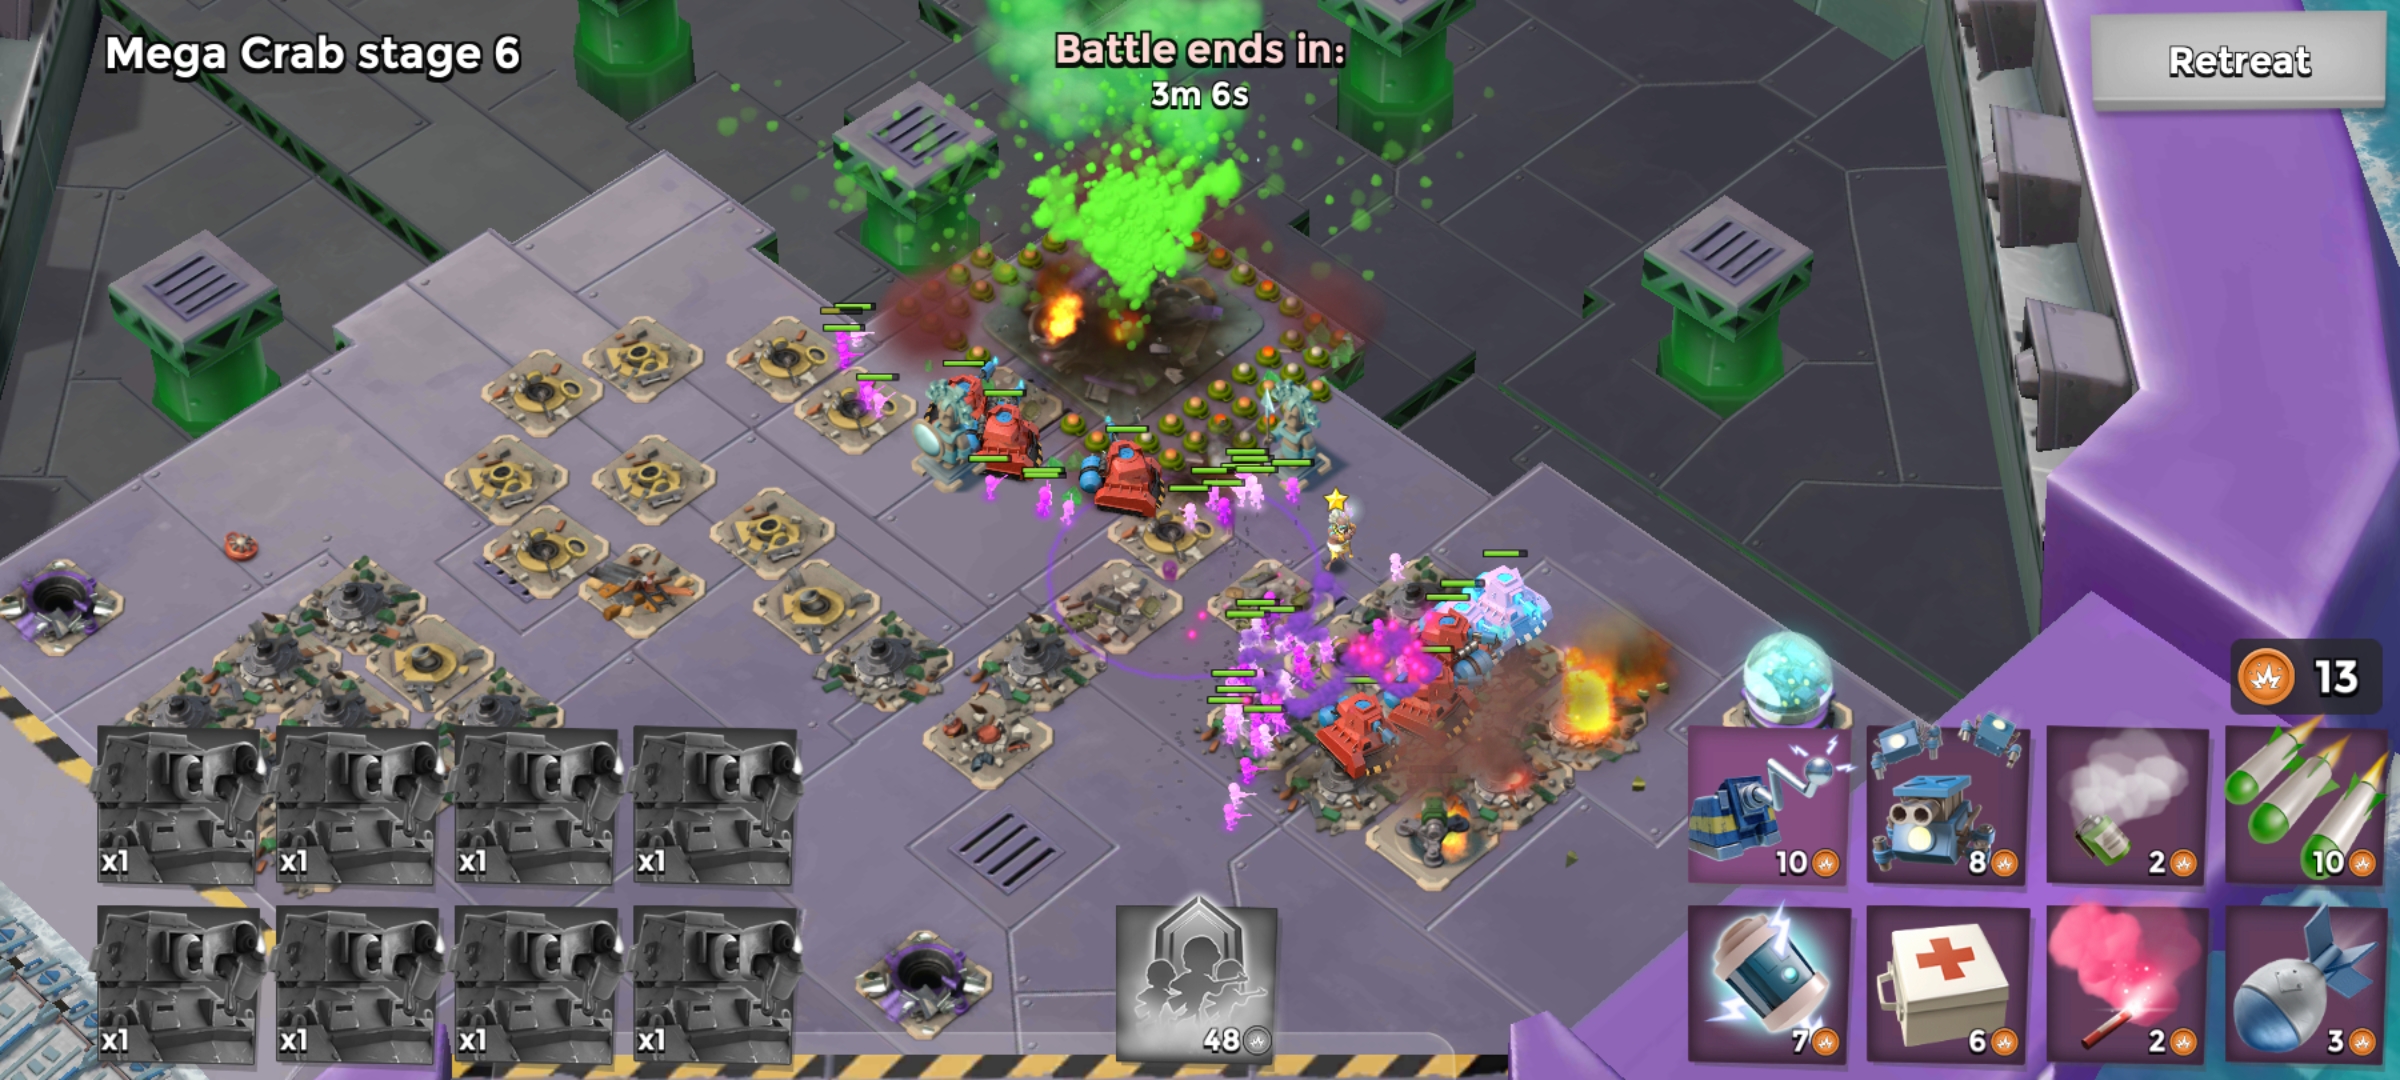 Mega Crab stage 6
Battle ends in:
3m 6s
Retreat
13
x1
x1
x1
x1
10
8
2
10
x1
x1
x1
x1
48
7
6
2
3